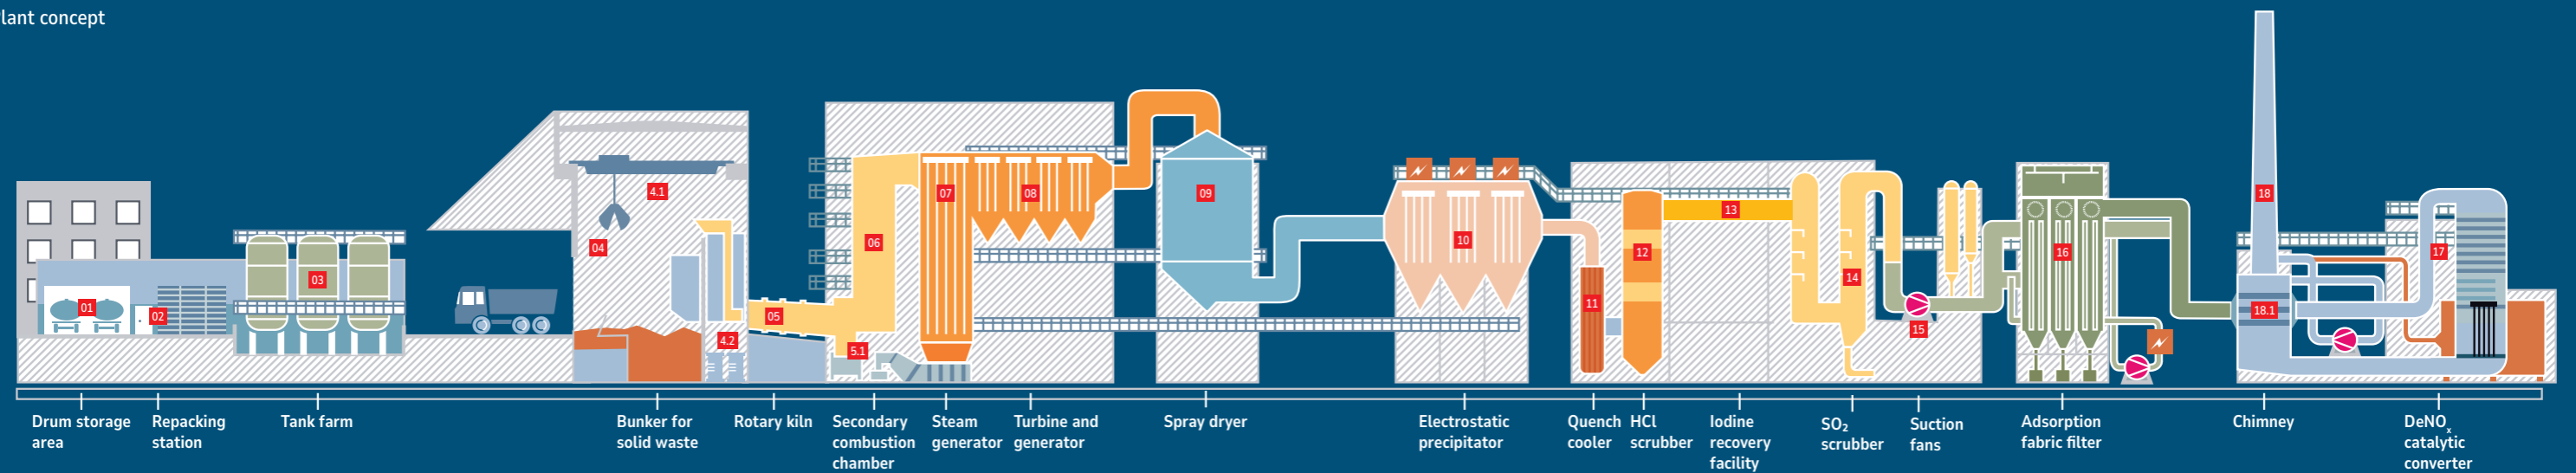 lant concept
18
4.1
07
08
09
04
06
10
12
13
16
17
03
14
01
02
05
11
15
18.1
4.2
5.1
Drum storage
area
Repacking
station
Tank farm
Bunker for
solid waste
Rotary kiln
Secondary
combustion
chamber
Steam
generator
Turbine and
generator
Spray dryer
Electrostatic
precipitator
Quench
cooler
HCl
scrubber
Iodine
recovery
facility
SO₂
scrubber
Suction
fans
Adsorption
fabric filter
Chimney
DeNOₓ
catalytic
converter